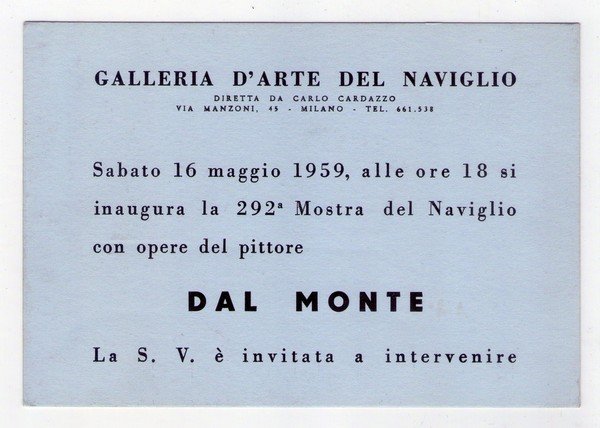 GALLERIA D'ARTE DEL NAVIGLIO
DIRETTA DA CARLO CARDAZZO
VIA MANZONI, 45 - MILANO - TEL. 661.538
Sabato 16 maggio 1959, alle ore 18 si
inaugura la 292ª Mostra del Naviglio
con opere del pittore
DAL MONTE
La S. V. è invitata a intervenire